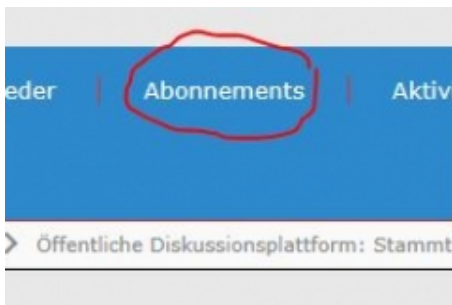 eder | Abonnements | Aktiv
> Öffentliche Diskussionsplattform: Stammt